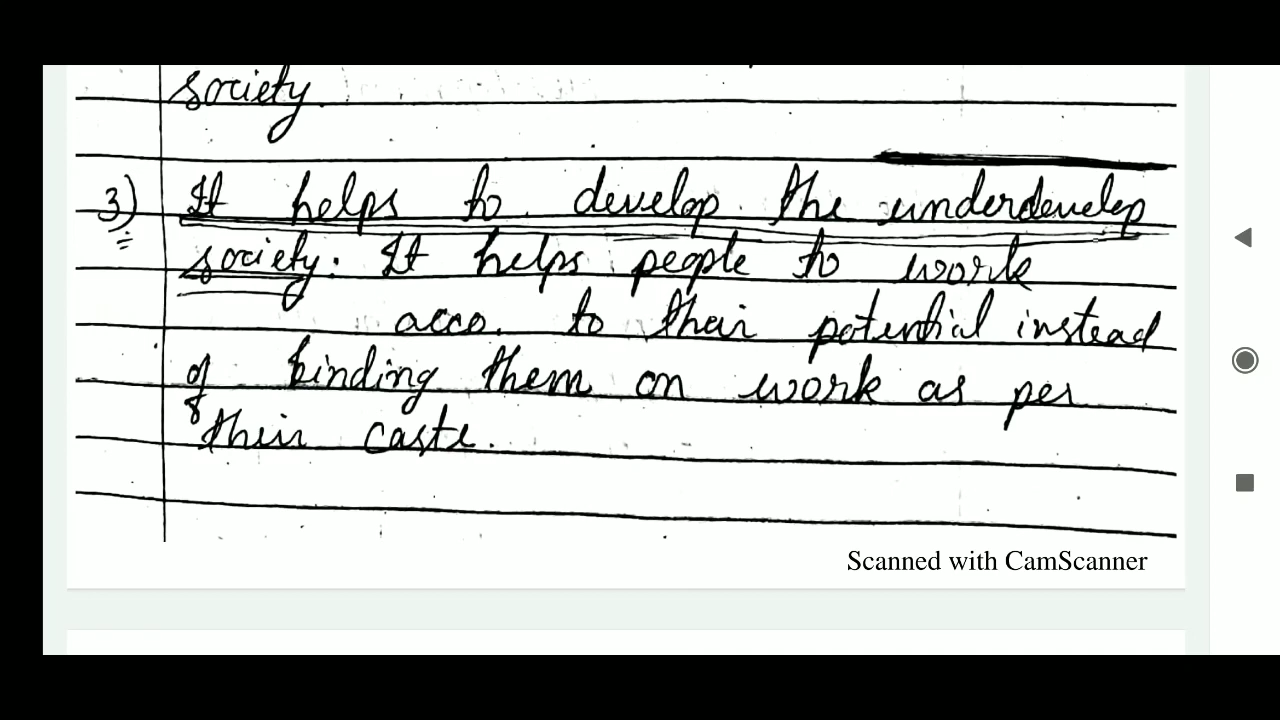 society.
3) It helps to develop the underdevelop
society: It helps people to work
acco. to their potential instead
of binding them on work as per
their caste.
Scanned with CamScanner